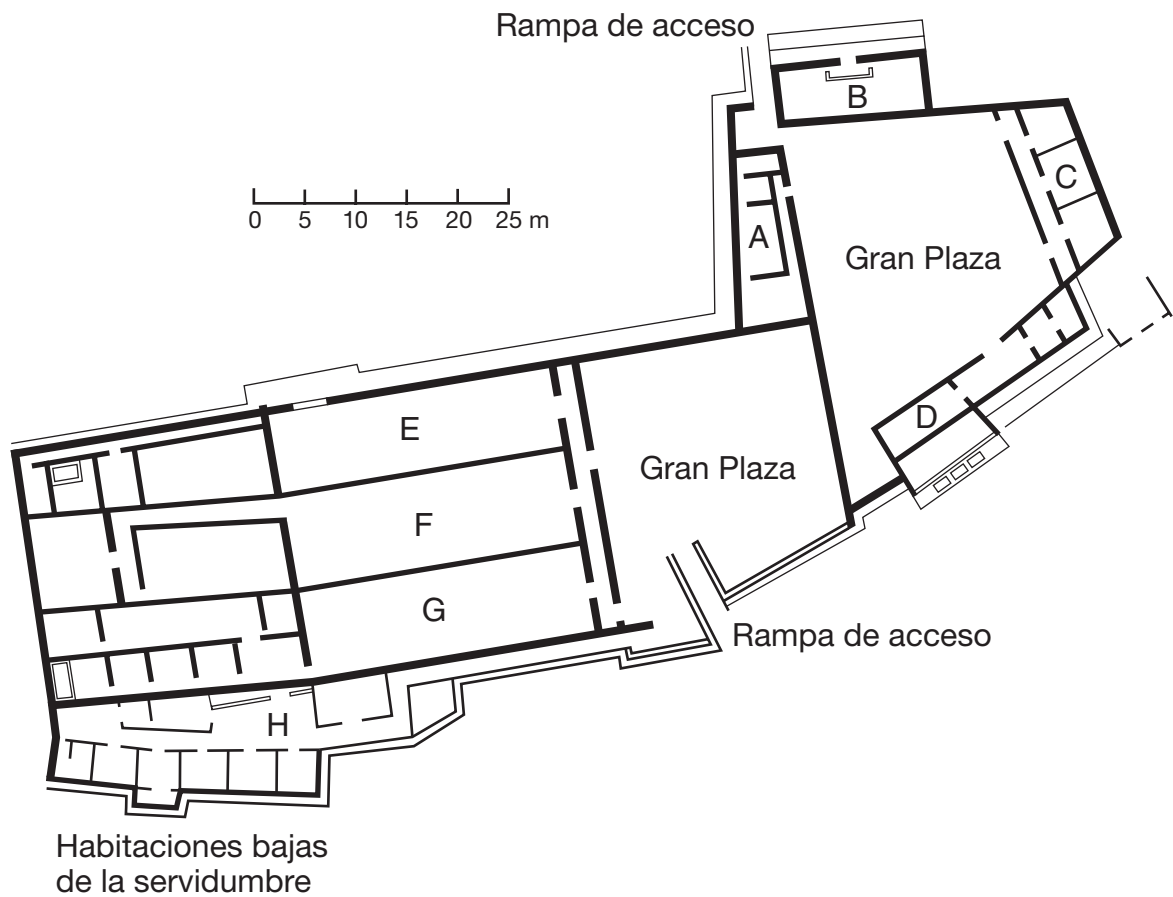 Rampa de acceso
B
C
0 5 10 15 20 25 m
A
Gran Plaza
D
E
Gran Plaza
F
G
Rampa de acceso
H
Habitaciones bajas
de la servidumbre